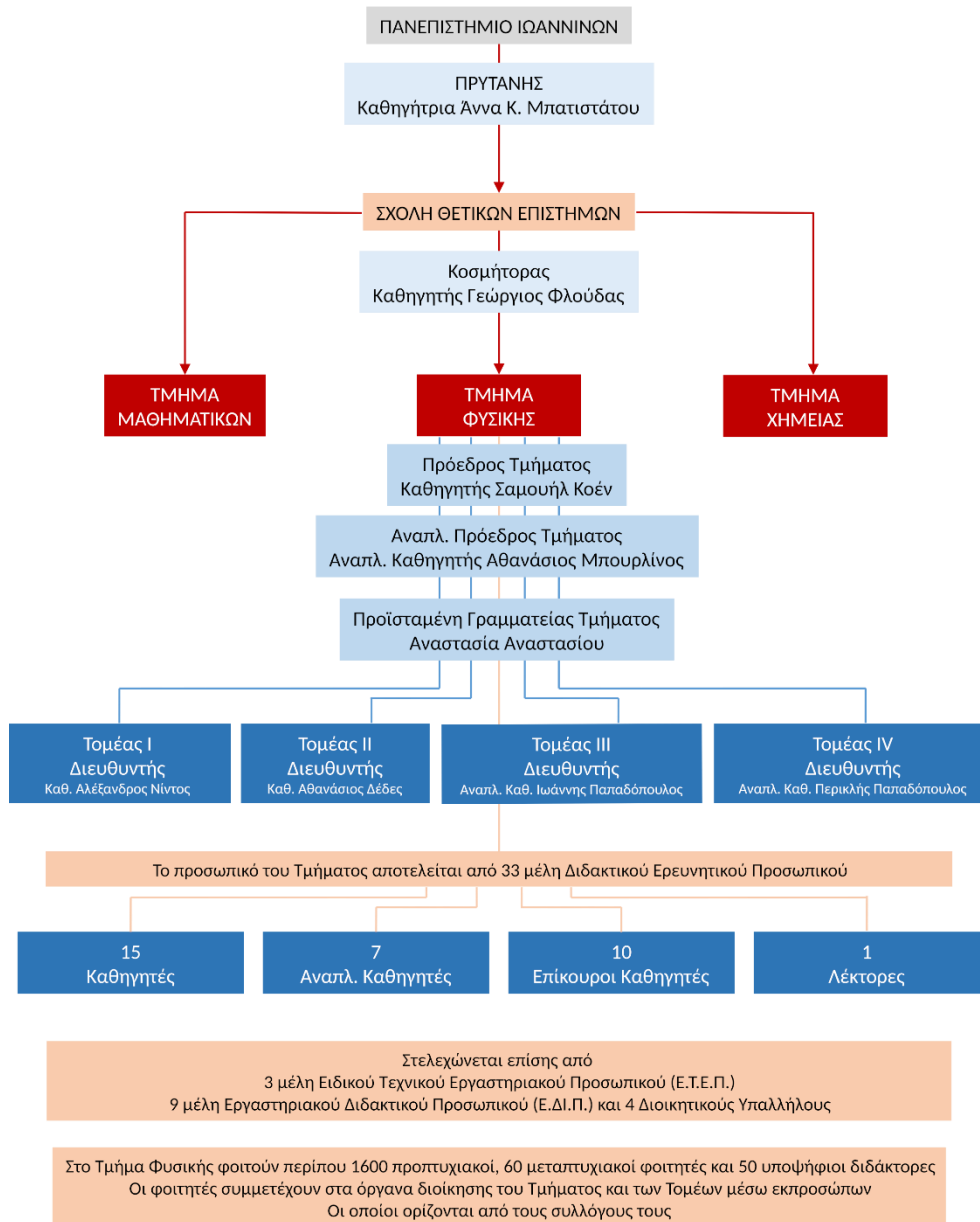 ΠΑΝΕΠΙΣΤΗΜΙΟ ΙΩΑΝΝΙΝΩΝ
ΠΡΥΤΑΝΗΣ
Καθηγήτρια Άννα Κ. Μπατιστάτου
ΣΧΟΛΗ ΘΕΤΙΚΩΝ ΕΠΙΣΤΗΜΩΝ
Κοσμήτορας
Καθηγητής Γεώργιος Φλούδας
ΤΜΗΜΑ
ΜΑΘΗΜΑΤΙΚΩΝ
ΤΜΗΜΑ
ΦΥΣΙΚΗΣ
ΤΜΗΜΑ
ΧΗΜΕΙΑΣ
Πρόεδρος Τμήματος
Καθηγητής Σαμουήλ Κοέν
Αναπλ. Πρόεδρος Τμήματος
Αναπλ. Καθηγητής Αθανάσιος Μπουρλίνος
Προϊσταμένη Γραμματείας Τμήματος
Αναστασία Αναστασίου
Τομέας Ι
Διευθυντής
Καθ. Αλέξανδρος Νίντος
Τομέας ΙΙ
Διευθυντής
Καθ. Αθανάσιος Δέδες
Τομέας ΙΙΙ
Διευθυντής
Αναπλ. Καθ. Ιωάννης Παπαδόπουλος
Τομέας IV
Διευθυντής
Αναπλ. Καθ. Περικλής Παπαδόπουλος
Το προσωπικό του Τμήματος αποτελείται από 33 μέλη Διδακτικού Ερευνητικού Προσωπικού
15
Καθηγητές
7
Αναπλ. Καθηγητές
10
Επίκουροι Καθηγητές
1
Λέκτορες
Στελεχώνεται επίσης από
3 μέλη Ειδικού Τεχνικού Εργαστηριακού Προσωπικού (Ε.Τ.Ε.Π.)
9 μέλη Εργαστηριακού Διδακτικού Προσωπικού (Ε.ΔΙ.Π.) και 4 Διοικητικούς Υπαλλήλους
Στο Τμήμα Φυσικής φοιτούν περίπου 1600 προπτυχιακοί, 60 μεταπτυχιακοί φοιτητές και 50 υποψήφιοι διδάκτορες
Οι φοιτητές συμμετέχουν στα όργανα διοίκησης του Τμήματος και των Τομέων μέσω εκπροσώπων
Οι οποίοι ορίζονται από τους συλλόγους τους